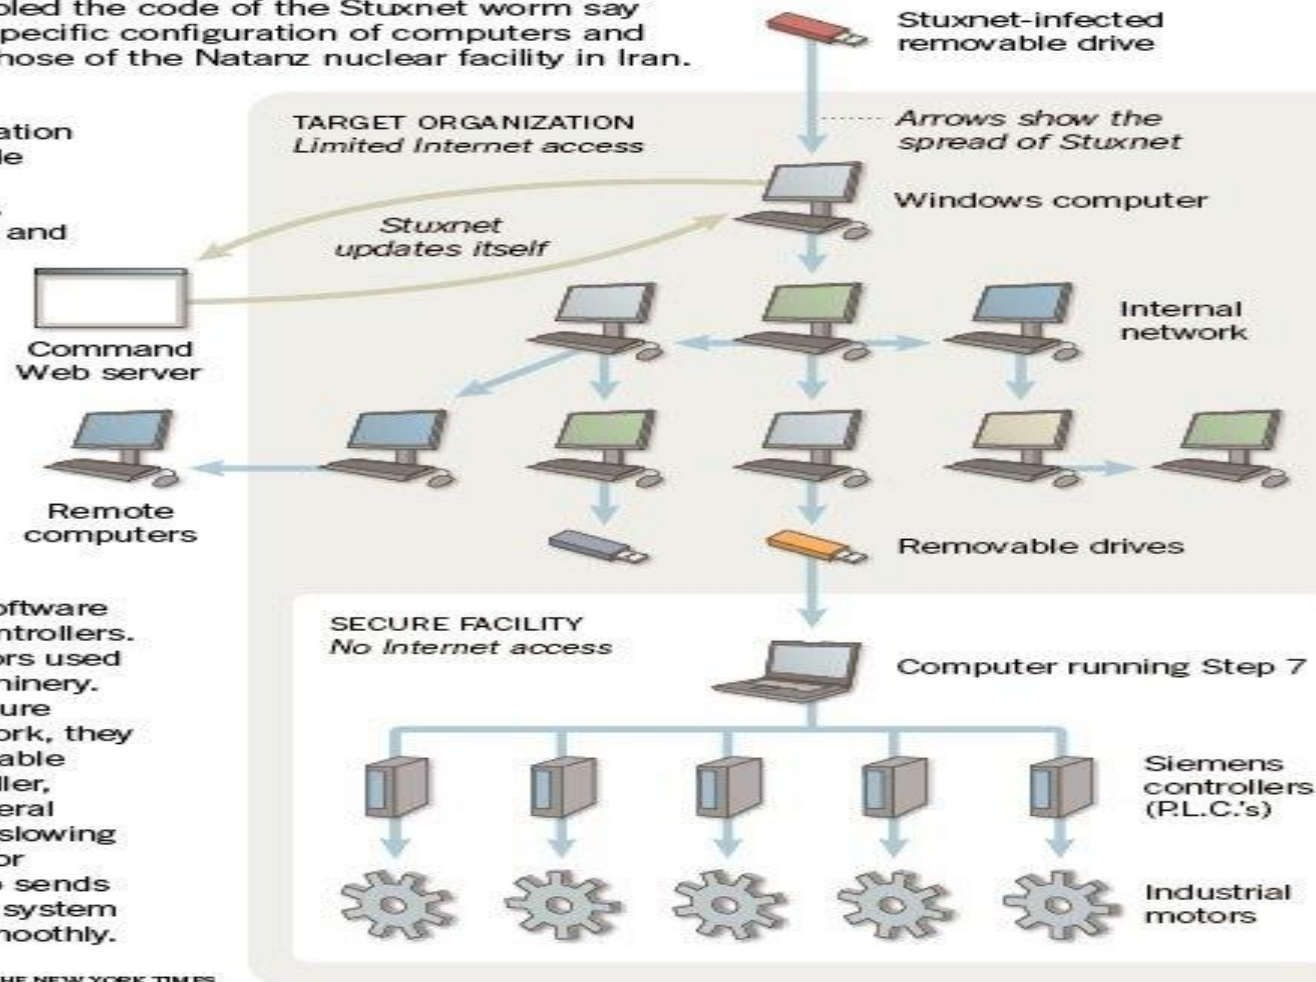 bled the code of the Stuxnet worm say
pecific configuration of computers and
hose of the Natanz nuclear facility in Iran.
Stuxnet-infected
removable drive
TARGET ORGANIZATION
Limited Internet access
Arrows show the
spread of Stuxnet
ation
le
and
Windows computer
Stuxnet
updates itself
Internal
network
Command
Web server
Remote
computers
Removable drives
oftware
ntrollers.
ors used
hinery.
ure
ork, they
able
ller,
eral
slowing
or
sends
system
noothly.
SECURE FACILITY
No Internet access
Computer running Step 7
Siemens
controllers
(P.L.C.'s)
Industrial
motors
HE NEW YORK TIMES